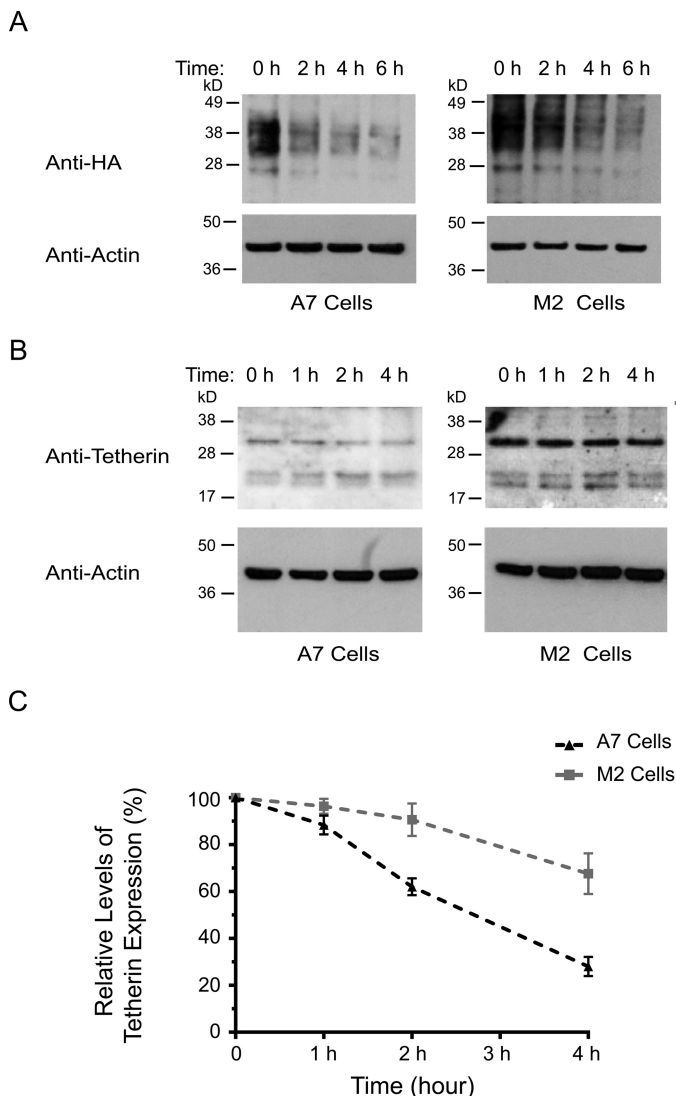 A
Time: 0 h 2 h 4 h 6 h 0 h 2 h 4 h 6 h
kD kD
49 49
38 38
28 28
Anti-HA
50 50
Anti-Actin
36 36
A7 Cells M2 Cells
B
Time: 0 h 1 h 2 h 4 h 0 h 1 h 2 h 4 h
kD kD
38 38
Anti-Tetherin
28 28
17 17
50 50
Anti-Actin
36 36
A7 Cells M2 Cells
C
A7 Cells
M2 Cells
Relative Levels of
Tetherin Expression (%)
100
80
60
40
20
0
0 1 h 2 h 3 h 4 h
Time (hour)